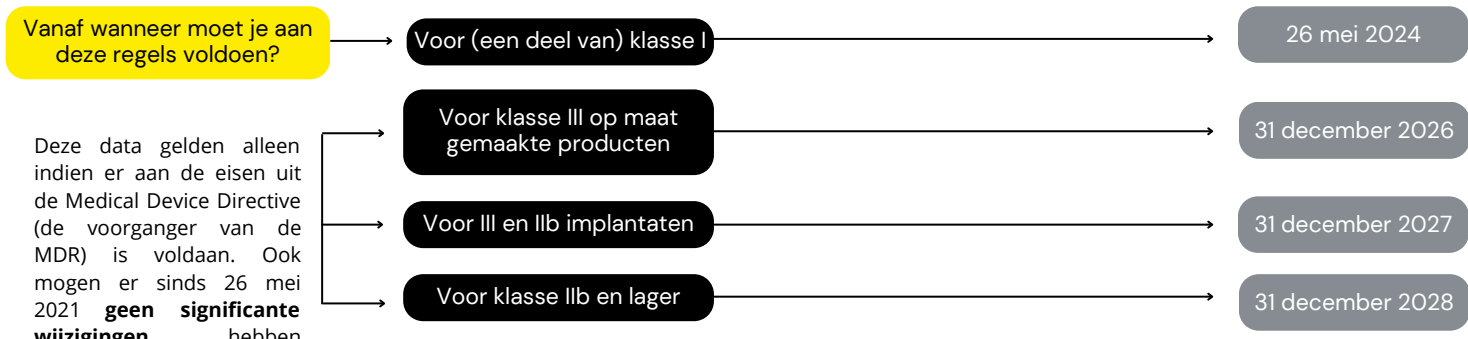 Vanaf wanneer moet je aan
deze regels voldoen?
Voor (een deel van) klasse I
26 mei 2024
Voor klasse III op maat
gemaakte producten
31 december 2026
Voor III en IIb implantaten
31 december 2027
Voor klasse IIb en lager
31 december 2028
Deze data gelden alleen
indien er aan de eisen uit
de Medical Device Directive
(de voorganger van de
MDR) is voldaan. Ook
mogen er sinds 26 mei
2021 geen significante
wijzigingen hebben